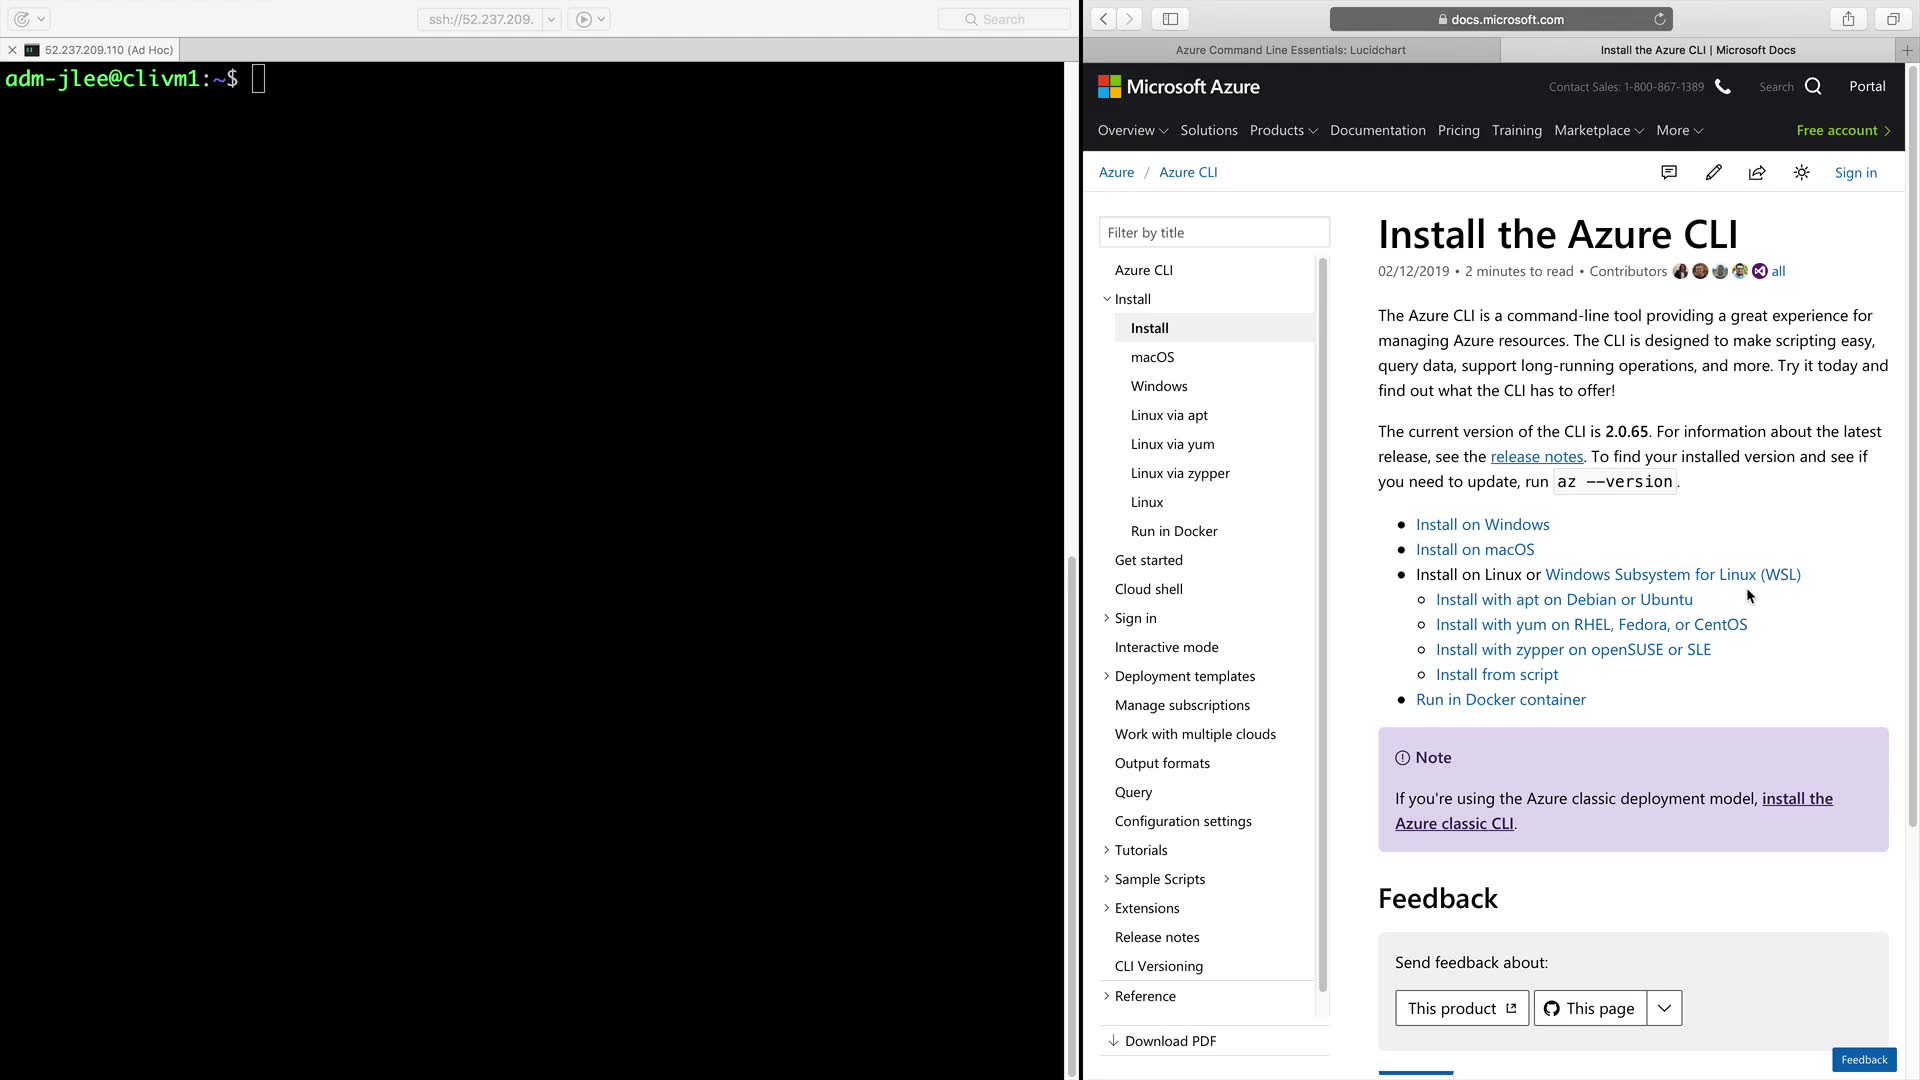 ssh://52.237.209.
Search
52.237.209.110 (Ad Hoc)
adm-jlee@clivm1:~$
docs.microsoft.com
Azure Command Line Essentials: Lucidchart
Install the Azure CLI | Microsoft Docs
Microsoft Azure
Contact Sales: 1-800-867-1389
Search
Portal
Overview
Solutions
Products
Documentation
Pricing
Training
Marketplace
More
Free account
Azure / Azure CLI
Sign in
Filter by title
Azure CLI
Install
Install
macOS
Windows
Linux via apt
Linux via yum
Linux via zypper
Linux
Run in Docker
Get started
Cloud shell
Sign in
Interactive mode
Deployment templates
Manage subscriptions
Work with multiple clouds
Output formats
Query
Configuration settings
Tutorials
Sample Scripts
Extensions
Release notes
CLI Versioning
Reference
Download PDF
Install the Azure CLI
02/12/2019 • 2 minutes to read • Contributors all
The Azure CLI is a command-line tool providing a great experience for
managing Azure resources. The CLI is designed to make scripting easy,
query data, support long-running operations, and more. Try it today and
find out what the CLI has to offer!
The current version of the CLI is 2.0.65. For information about the latest
release, see the release notes. To find your installed version and see if
you need to update, run az --version.
• Install on Windows
• Install on macOS
• Install on Linux or Windows Subsystem for Linux (WSL)
○ Install with apt on Debian or Ubuntu
○ Install with yum on RHEL, Fedora, or CentOS
○ Install with zypper on openSUSE or SLE
○ Install from script
• Run in Docker container
Note
If you're using the Azure classic deployment model, install the
Azure classic CLI.
Feedback
Send feedback about:
This product
This page
Feedback